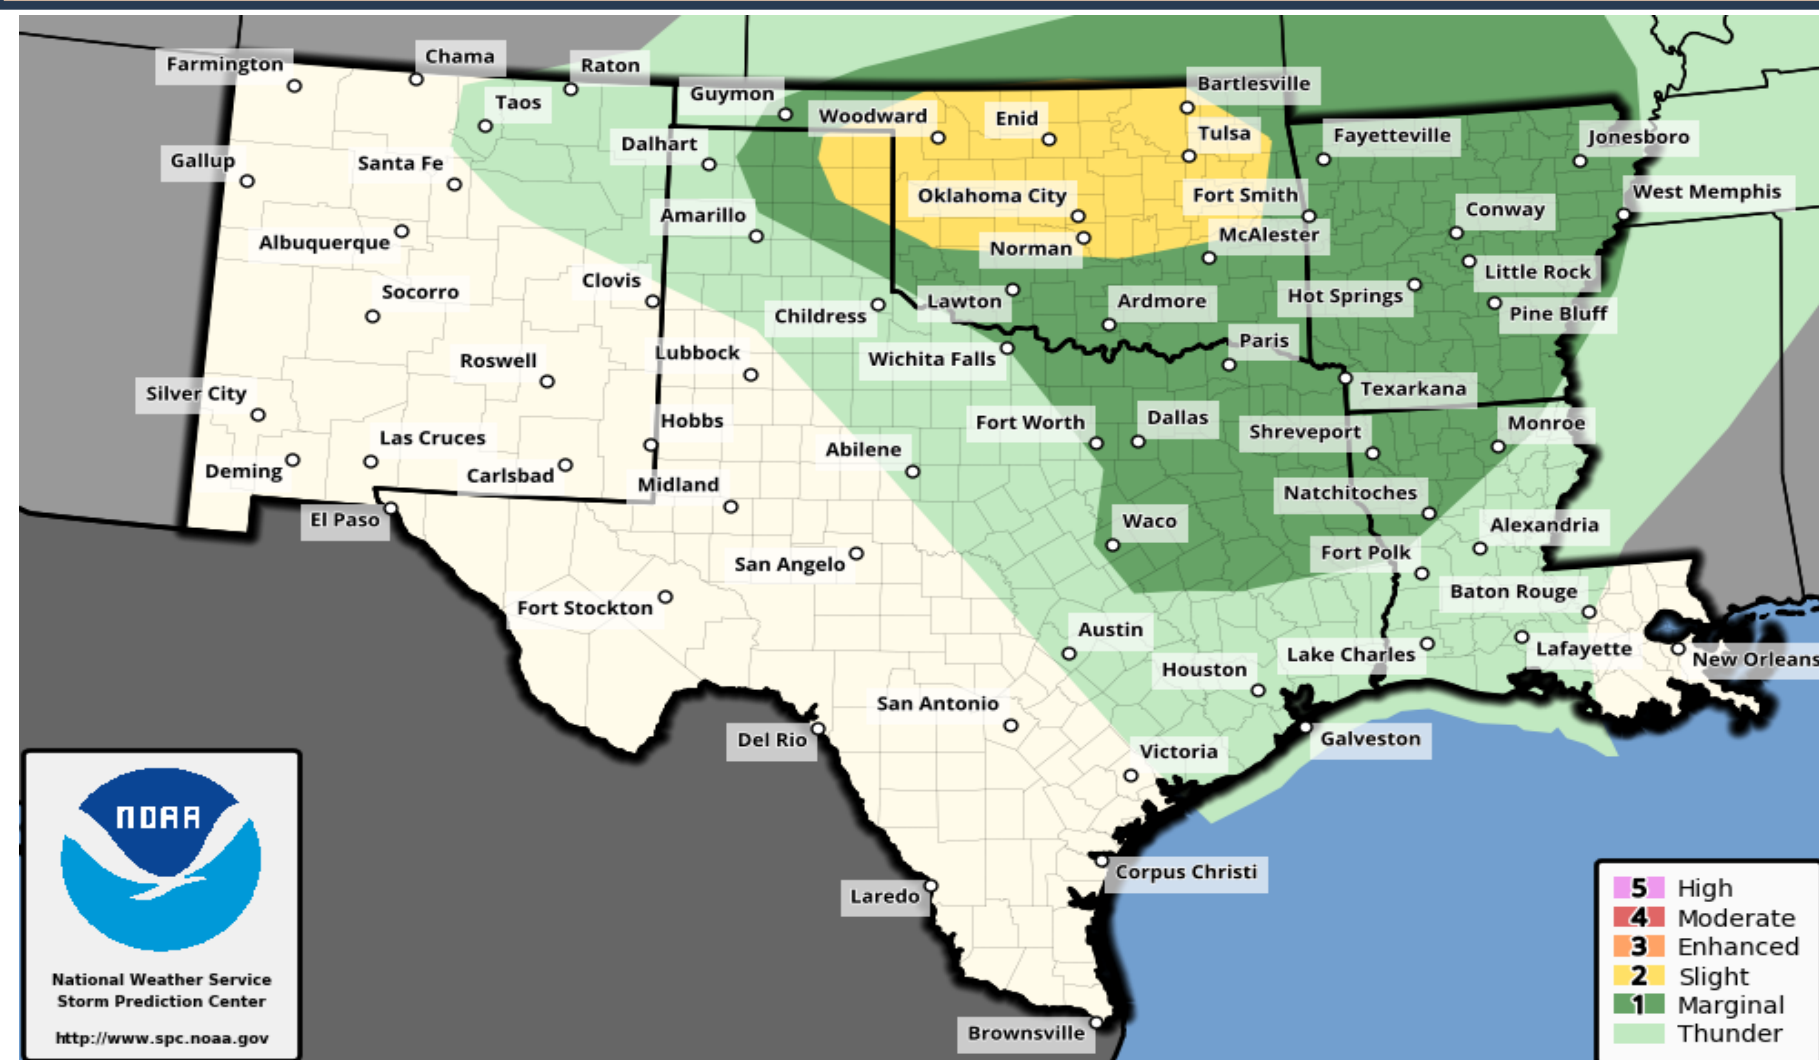 Farmington
Chama
Raton
Taos
Guymon
Woodward
Enid
Bartlesville
Tulsa
Fayetteville
Jonesboro
Gallup
Santa Fe
Dalhart
Oklahoma City
Fort Smith
Conway
West Memphis
Albuquerque
Amarillo
Norman
McAlester
Little Rock
Socorro
Clovis
Childress
Lawton
Ardmore
Hot Springs
Pine Bluff
Roswell
Lubbock
Wichita Falls
Paris
Texarkana
Silver City
Las Cruces
Hobbs
Abilene
Fort Worth
Dallas
Shreveport
Monroe
Deming
Carlsbad
Midland
Natchitoches
El Paso
San Angelo
Waco
Fort Polk
Alexandria
Fort Stockton
Baton Rouge
Austin
Houston
Lake Charles
Lafayette
New Orleans
San Antonio
Del Rio
Victoria
Galveston
Laredo
Corpus Christi
Brownsville
NOAA
National Weather Service
Storm Prediction Center
http://www.spc.noaa.gov
5 High
4 Moderate
3 Enhanced
2 Slight
1 Marginal
Thunder